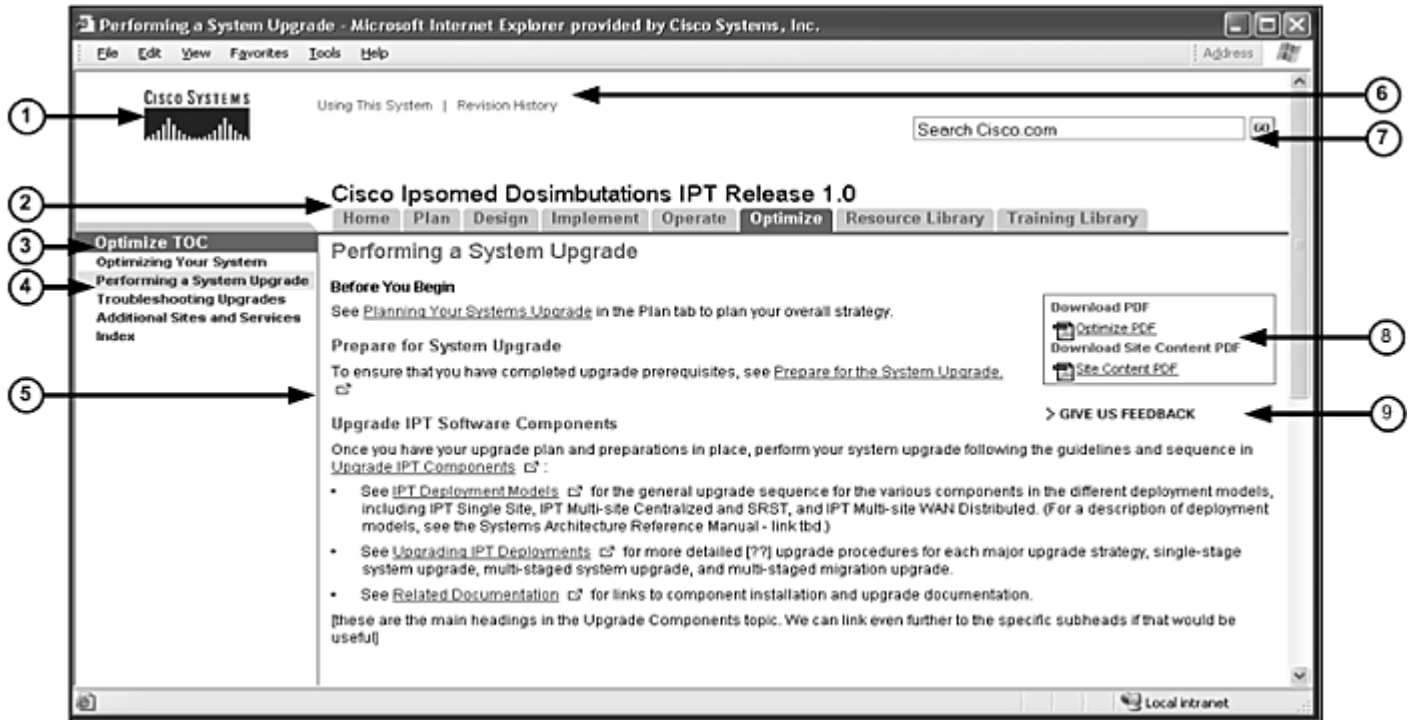 Performing a System Upgrade - Microsoft Internet Explorer provided by Cisco Systems, Inc.
File Edit View Favorites Tools Help
Address
1
CISCO SYSTEMS
Using This System | Revision History
6
Search Cisco.com
GO
7
2
Cisco Ipsomed Dosimbutations IPT Release 1.0
Home Plan Design Implement Operate Optimize Resource Library Training Library
3
Optimize TOC
Optimizing Your System
4
Performing a System Upgrade
Troubleshooting Upgrades
Additional Sites and Services
Index
Performing a System Upgrade
Before You Begin
See Planning Your Systems Upgrade in the Plan tab to plan your overall strategy.
Prepare for System Upgrade
To ensure that you have completed upgrade prerequisites, see Prepare for the System Upgrade.
5
Upgrade IPT Software Components
Once you have your upgrade plan and preparations in place, perform your system upgrade following the guidelines and sequence in
Upgrade IPT Components :
• See IPT Deployment Models for the general upgrade sequence for the various components in the different deployment models,
including IPT Single Site, IPT Multi-site Centralized and SRST, and IPT Multi-site WAN Distributed. (For a description of deployment
models, see the Systems Architecture Reference Manual - link tbd.)
• See Upgrading IPT Deployments for more detailed [??] upgrade procedures for each major upgrade strategy, single-stage
system upgrade, multi-staged system upgrade, and multi-staged migration upgrade.
• See Related Documentation for links to component installation and upgrade documentation.
[these are the main headings in the Upgrade Components topic. We can link even further to the specific subheads if that would be
useful]
Download PDF
Optimize PDF
8
Download Site Content PDF
Site Content PDF
> GIVE US FEEDBACK
9
Local intranet